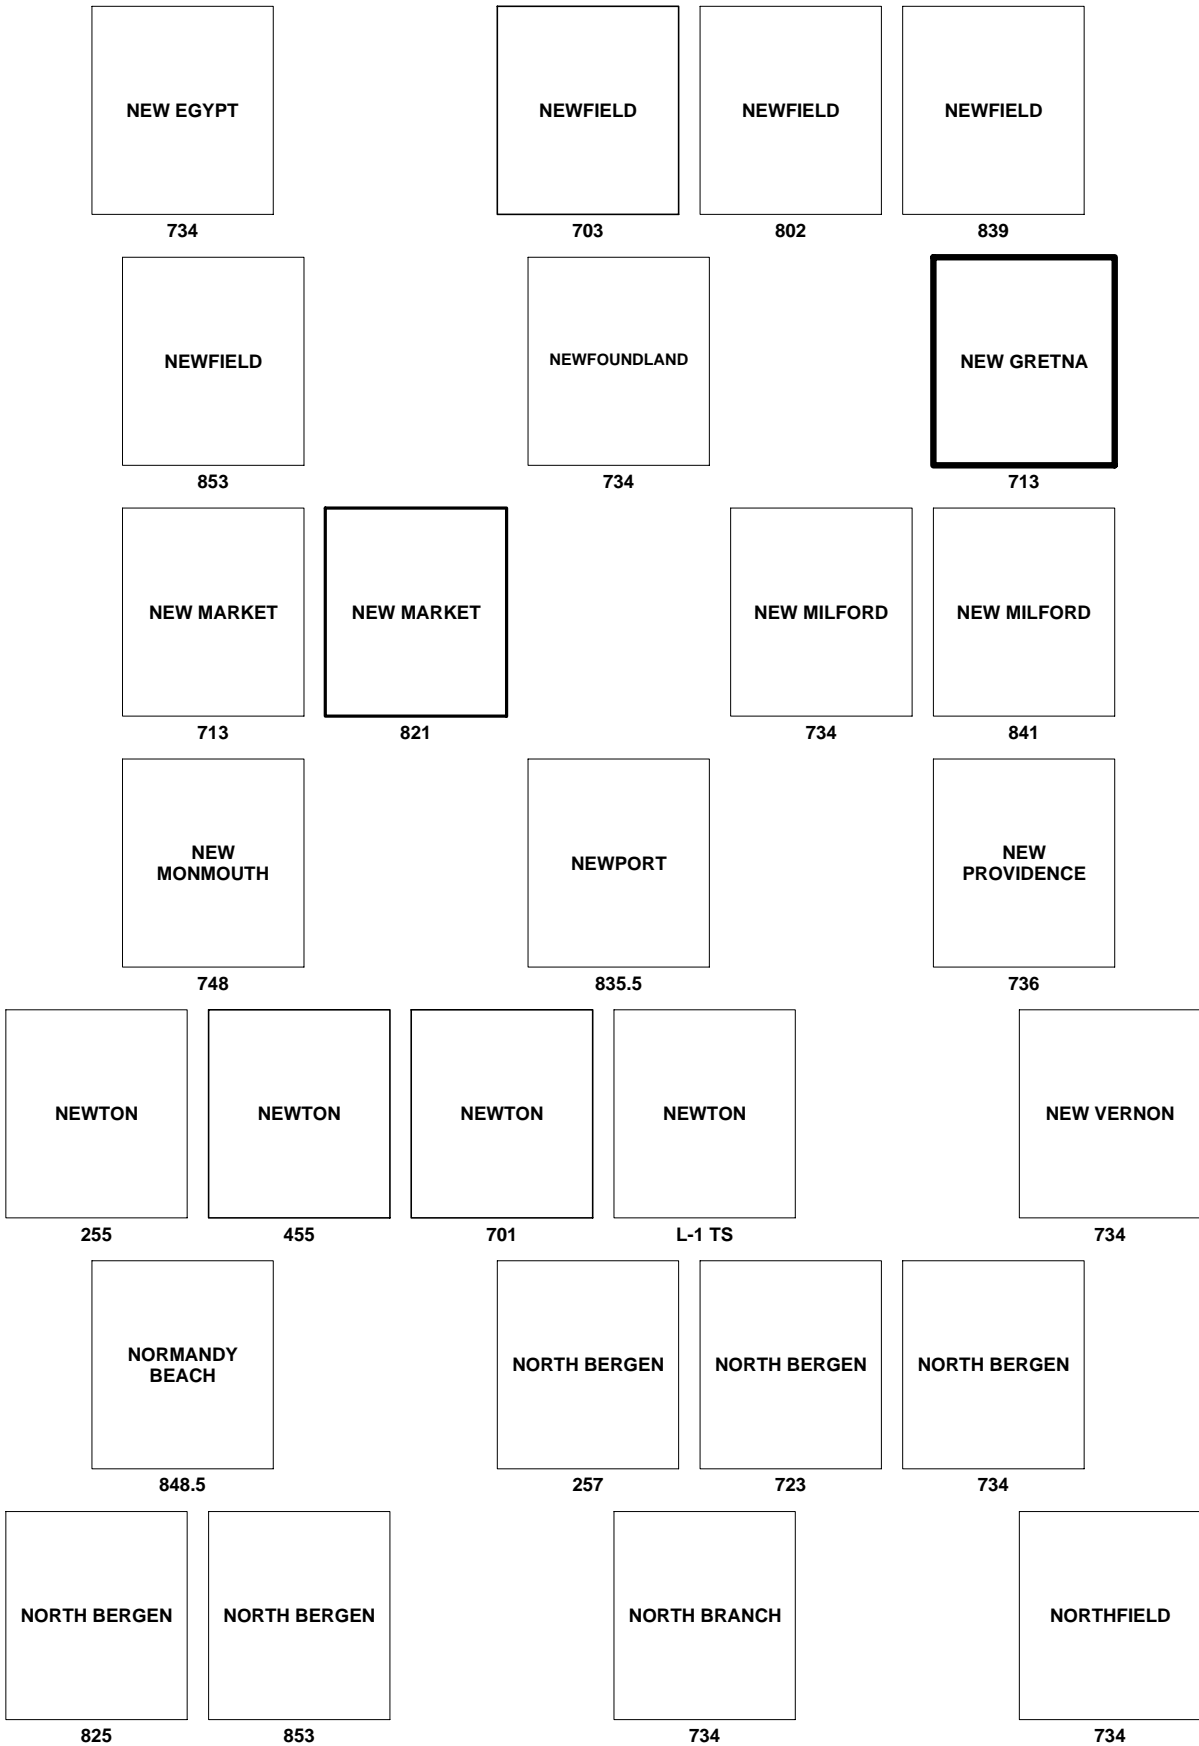 NEW EGYPT NEWFIELD NEWFIELD NEWFIELD
734 703 802 839
NEWFIELD NEWFOUNDLAND NEW GRETNA
853 734 713
NEW MARKET NEW MARKET NEW MILFORD NEW MILFORD
713 821 734 841
NEW
MONMOUTH
NEWPORT
NEW
PROVIDENCE
748 835.5 736
NEWTON NEWTON NEWTON NEWTON NEW VERNON
255 455 701 L-1 TS 734
NORMANDY
BEACH
NORTH BERGEN NORTH BERGEN NORTH BERGEN
848.5 257 723 734
NORTH BERGEN NORTH BERGEN NORTH BRANCH NORTHFIELD
825 853 734 734